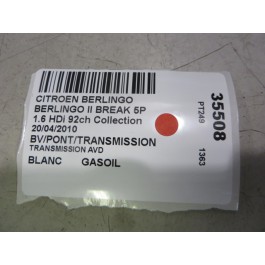 CITROEN BERLINGO
BERLINGO II BREAK 5P
1.6 HDi 92ch Collection
20/04/2010
BV/PONT/TRANSMISSION
TRANSMISSION AVD
BLANC GASOIL
35508
PT249
1363